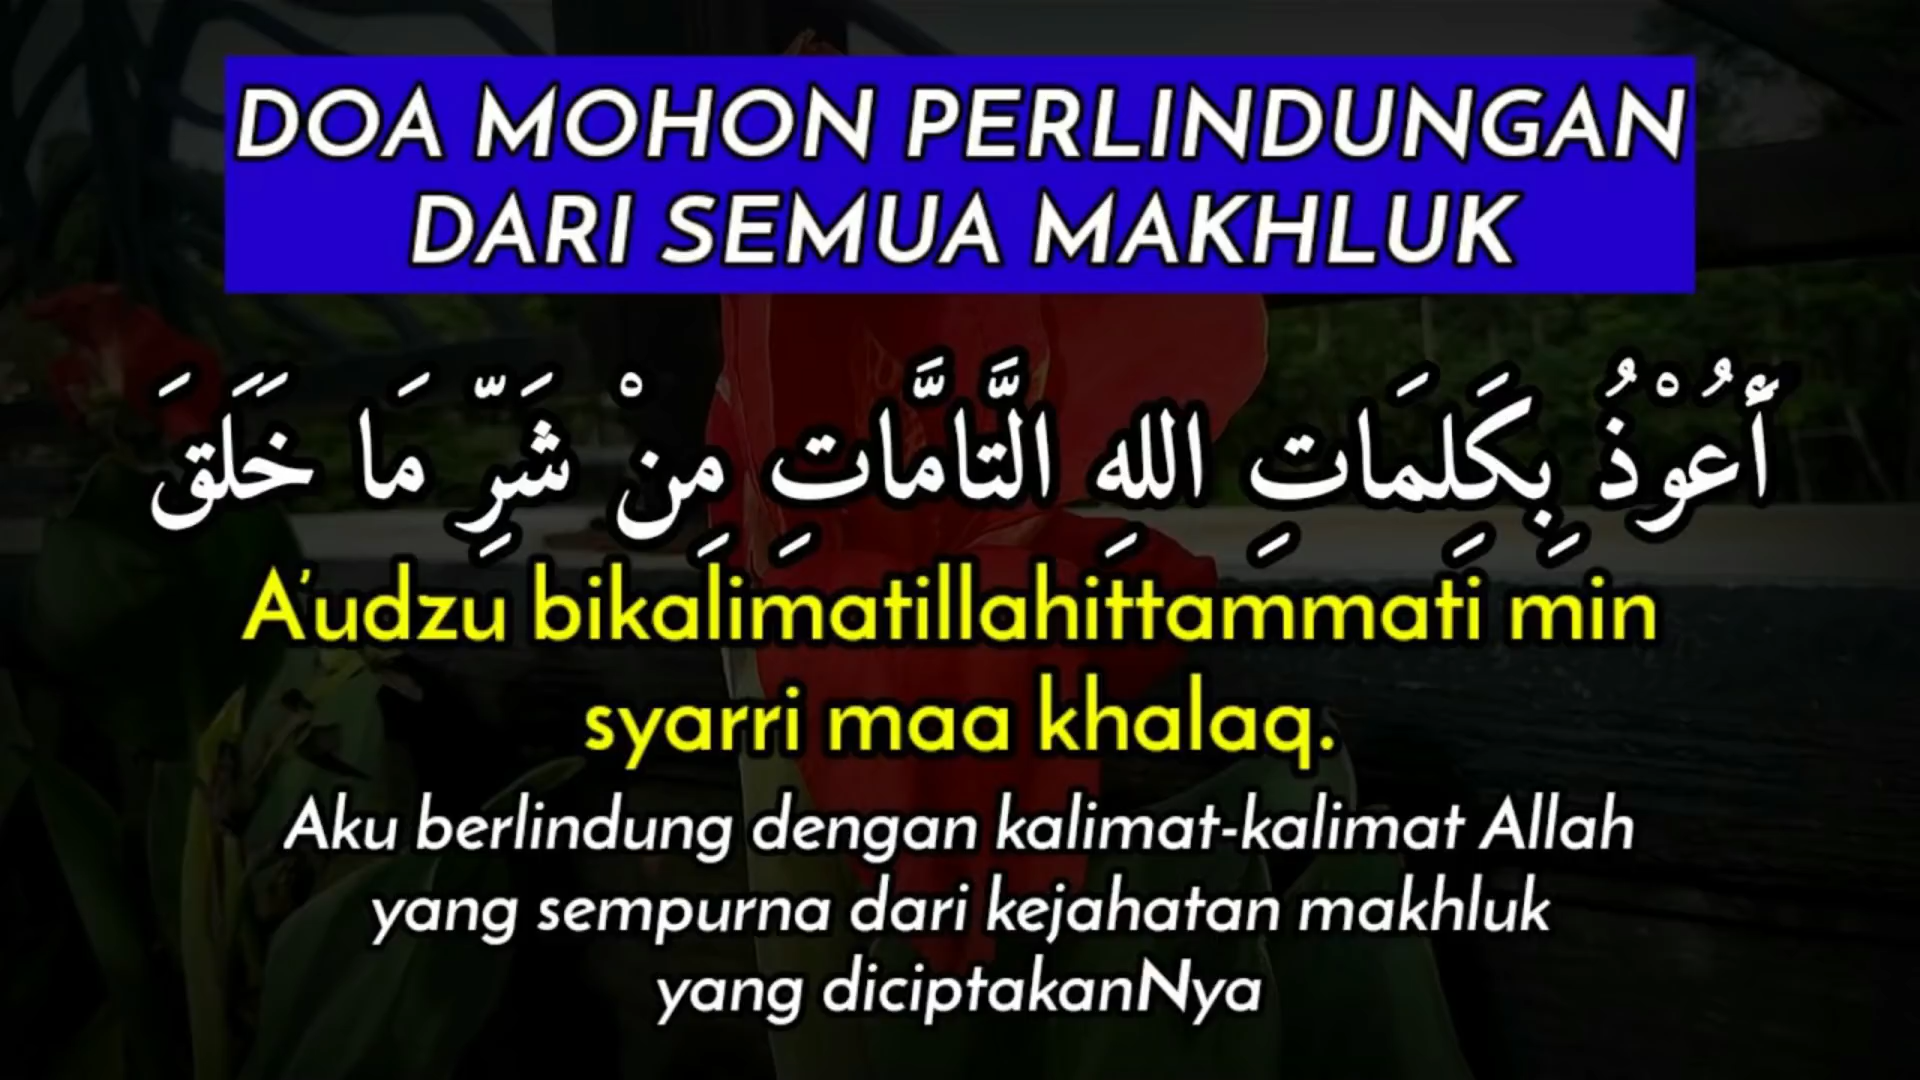 DOA MOHON PERLINDUNGAN
DARI SEMUA MAKHLUK
أَعُوْذُ بِكَلِمَاتِ اللهِ التَّامَّاتِ مِنْ شَرِّ مَا خَلَقَ
A'udzu bikalimatillahittammati min
syarri maa khalaq.
Aku berlindung dengan kalimat-kalimat Allah
yang sempurna dari kejahatan makhluk
yang diciptakanNya